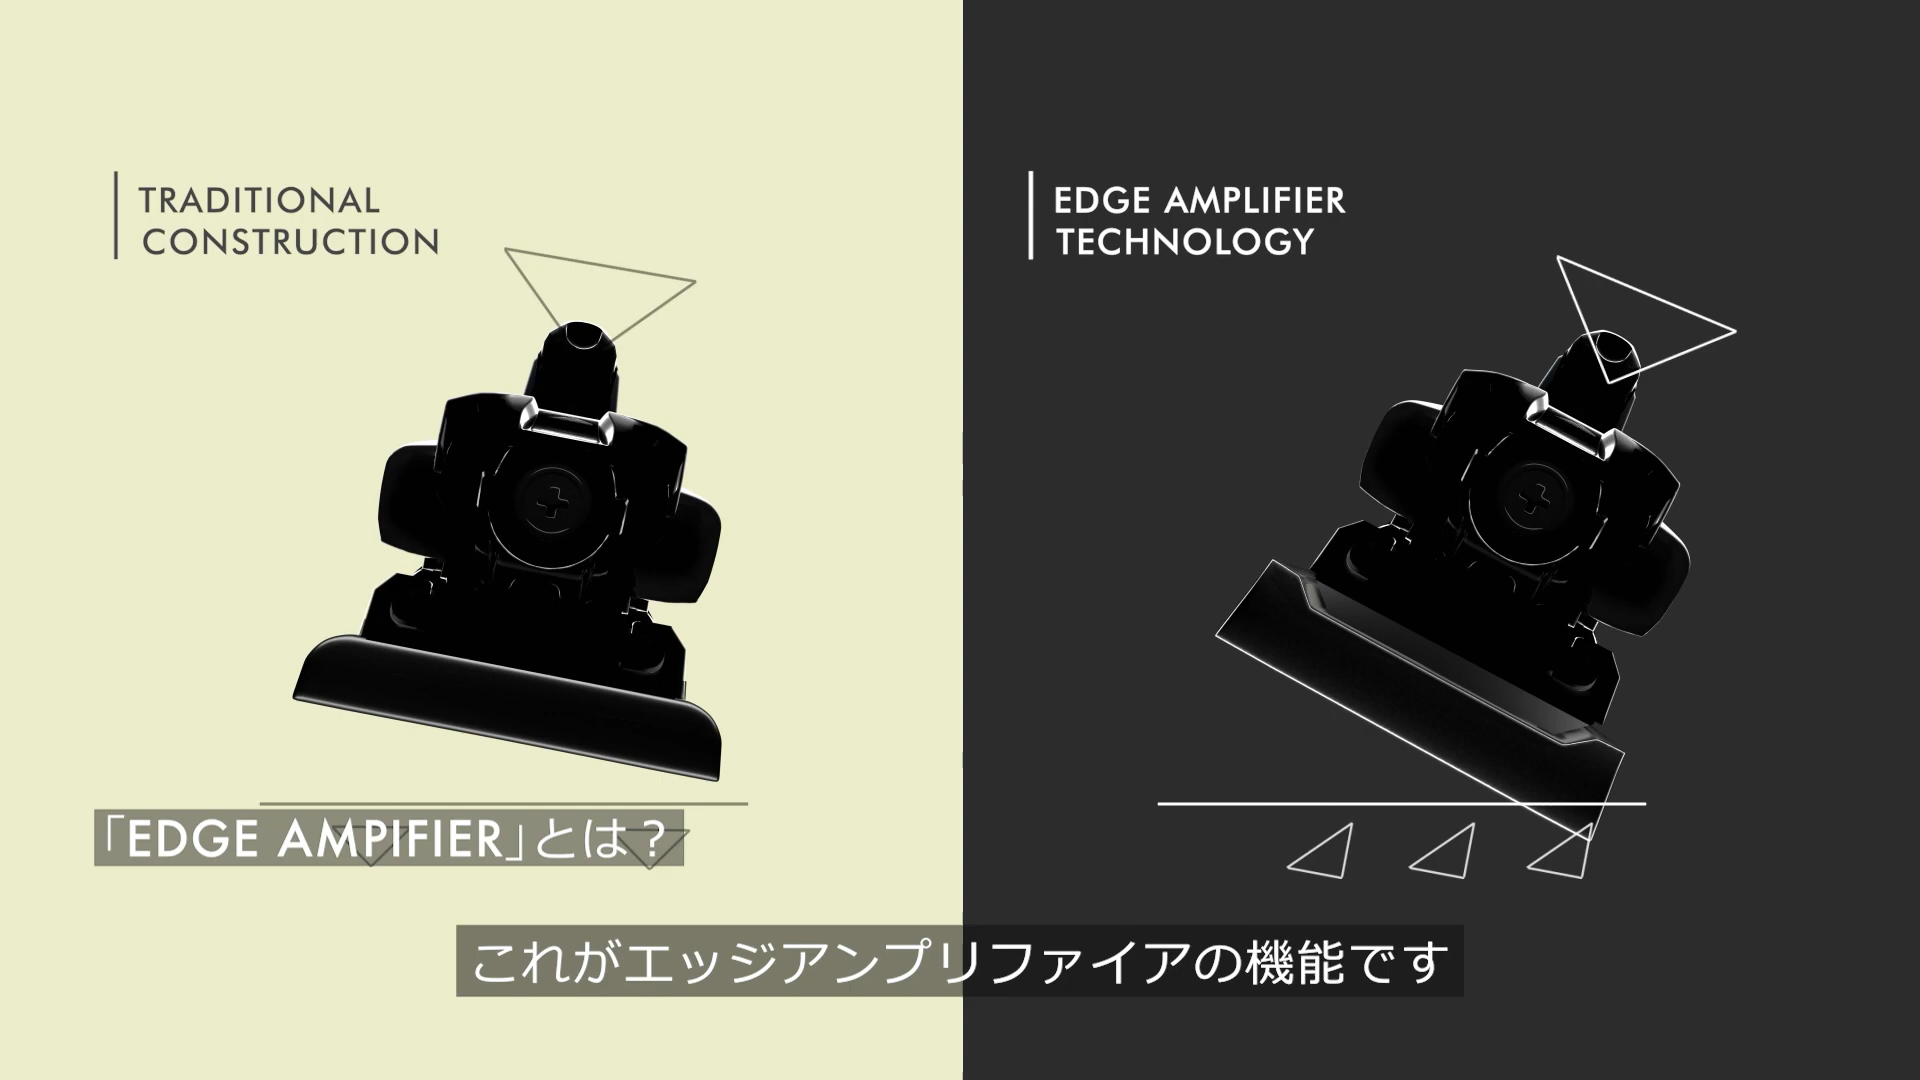 TRADITIONAL
CONSTRUCTION
EDGE AMPLIFIER
TECHNOLOGY
「EDGE AMPIFIER」とは？
これがエッジアンプリファイアの機能です